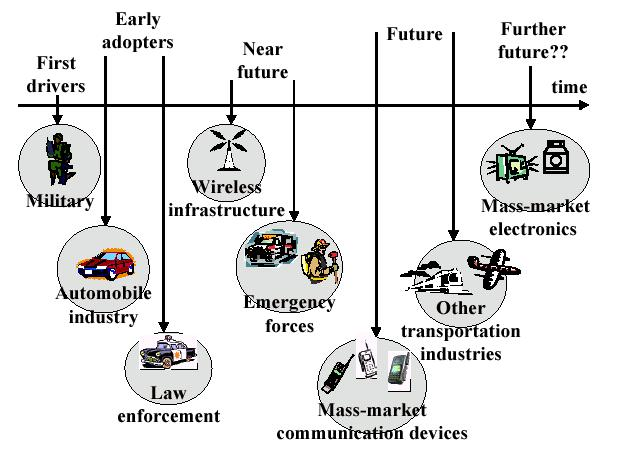 First
drivers
Early
adopters
Near
future
Future
Further
future??
time
Military
Automobile
industry
Law
enforcement
Wireless
infrastructure
Emergency
forces
Mass-market
communication devices
Other
transportation
industries
Mass-market
electronics